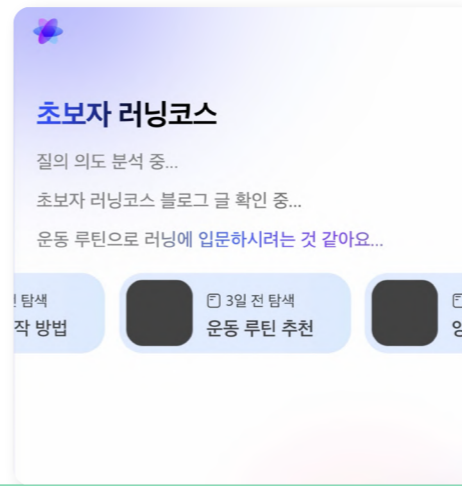 초보자 러닝코스
질의 의도 분석 중...
초보자 러닝코스 블로그 글 확인 중...
운동 루틴으로 러닝에 입문하시려는 것 같아요...
탐색
작 방법
3일 전 탐색
운동 루틴 추천